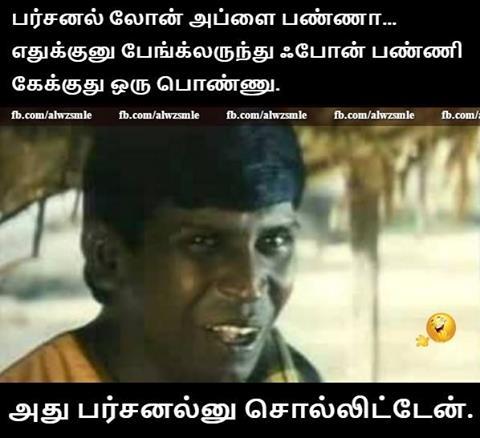 பர்சனல் லோன் அப்ளை பண்ணா...
எதுக்குனு பேங்க்லருந்து ஃபோன் பண்ணி
கேக்குது ஒரு பொண்ணு.
fb.com/alwzsmle fb.com/alwzsmle fb.com/alwzsmle fb.com/alwzsmle fb.com/
அது பர்சனல்னு சொல்லிட்டேன்.